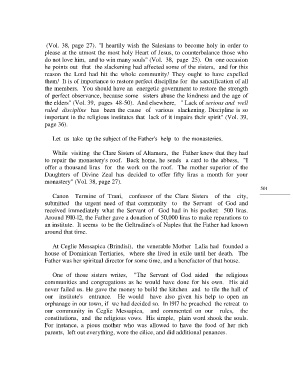 (Vol. 38, page 27). "I heartily wish the Salesians to become holy in order to
please at the utmost the most holy Heart of Jesus, to counterbalance those who
do not love him, and to win many souls" (Vol. 38, page 25). On one occasion
he points out that the slackening had affected some of the sisters, and for this
reason the Lord had hit the whole community! They ought to have expelled
them! "It is of importance to restore perfect discipline for the sanctification of all
the members. You should have an energetic government to restore the strength
of perfect observance, because some sisters abuse the kindness and the age of
the elders" (Vol. 39, pages 48-50). And elsewhere, " Lack of serious and well
ruled discipline has been the cause of various slackening. Discipline is so
important in the religious institutes that lack of it impairs their spirit" (Vol. 39,
page 36).
Let us take up the subject of the Father's help to the monasteries.
While visiting the Clare Sisters of Altamura, the Father knew that they had
to repair the monastery's roof. Back home, he sends a card to the abbess, "I
offer a thousand liras for the work on the roof. The mother superior of the
Daughters of Divine Zeal has decided to offer fifty lira a month for your
monastery" (Vol. 38, page 27).
501
Canon Termine of Trani, confessor of the Clare Sisters of the city,
submitted the urgent need of that community to the Servant of God and
received immediately what the Servant of God had in his pocket: 500 liras.
Around 1910-12, the Father gave a donation of 50,000 liras to make reparations to
an institute. It seems to be the Geltrudine's of Naples that the Father had known
around that time.
At Ceglie Messapica (Brindisi), the venerable Mother Lalia had founded a
house of Dominican Tertiaries, where she lived in exile until her death. The
Father was her spiritual director for some time, and a benefactor of that house.
One of those sisters writes, "The Servant of God aided the religious
communities and congregations as he would have done for his own. His aid
never failed us. He gave the money to build the kitchen and to tile the hall of
our institute's entrance. He would have also given his help to open an
orphanage in our town, if we had decided so. In 1917 he preached the retreat to
our community in Ceglie Messapica, and commented on our rules, the
constitutions, and the religious vows. His simple, plain word shook the souls.
For instance, a pious mother who was allowed to have the food of her rich
parents, left out everything, wore the cilice, and did additional penances.